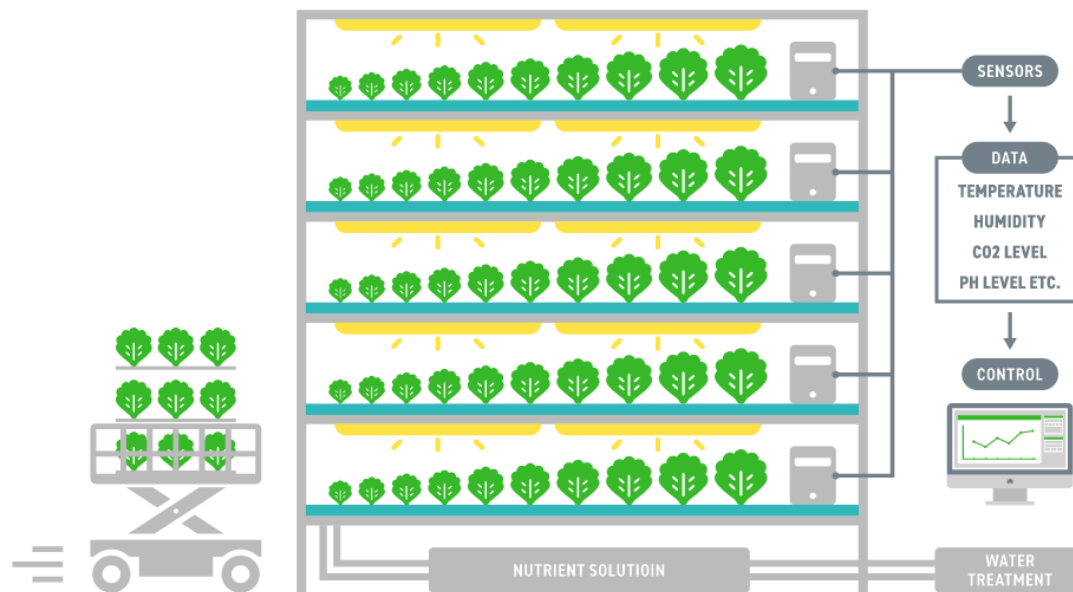 SENSORS
DATA
TEMPERATURE
HUMIDITY
CO2 LEVEL
PH LEVEL ETC.
CONTROL
NUTRIENT SOLUTIOIN
WATER
TREATMENT